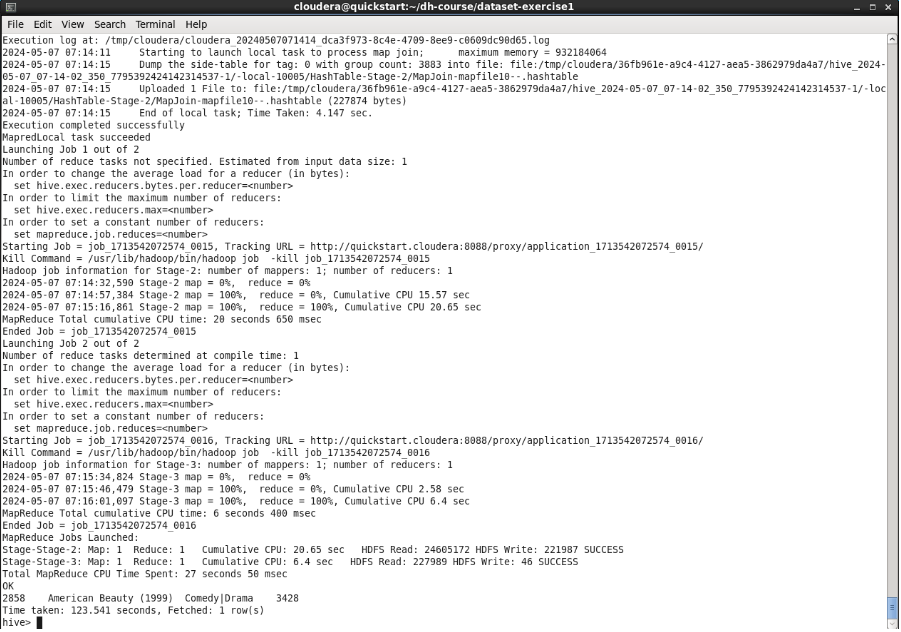 cloudera@quickstart:~/dh-course/dataset-exercise1
File Edit View Search Terminal Help
Execution log at: /tmp/cloudera/cloudera_20240507071414_dca3f973-8c4e-4709-8ee9-c0609dc90d65.log
2024-05-07 07:14:11 Starting to launch local task to process map join; maximum memory = 932184064
2024-05-07 07:14:15 Dump the side-table for tag: 0 with group count: 3883 into file: file:/tmp/cloudera/36fb961e-a9c4-4127-aea5-3862979da4a7/hive_2024-
05-07_07-14-02_350_7795392424142314537-1/-local-10005/HashTable-Stage-2/MapJoin-mapfile10--.hashtable
2024-05-07 07:14:15 Uploaded 1 File to: file:/tmp/cloudera/36fb961e-a9c4-4127-aea5-3862979da4a7/hive_2024-05-07_07-14-02_350_7795392424142314537-1/-loc
al-10005/HashTable-Stage-2/MapJoin-mapfile10--.hashtable (227874 bytes)
2024-05-07 07:14:15 End of local task; Time Taken: 4.147 sec.
Execution completed successfully
MapredLocal task succeeded
Launching Job 1 out of 2
Number of reduce tasks not specified. Estimated from input data size: 1
In order to change the average load for a reducer (in bytes):
  set hive.exec.reducers.bytes.per.reducer=<number>
In order to limit the maximum number of reducers:
  set hive.exec.reducers.max=<number>
In order to set a constant number of reducers:
  set mapreduce.job.reduces=<number>
Starting Job = job_1713542072574_0015, Tracking URL = http://quickstart.cloudera:8088/proxy/application_1713542072574_0015/
Kill Command = /usr/lib/hadoop/bin/hadoop job  -kill job_1713542072574_0015
Hadoop job information for Stage-2: number of mappers: 1; number of reducers: 1
2024-05-07 07:14:32,590 Stage-2 map = 0%,  reduce = 0%
2024-05-07 07:14:57,384 Stage-2 map = 100%,  reduce = 0%, Cumulative CPU 15.57 sec
2024-05-07 07:15:16,861 Stage-2 map = 100%,  reduce = 100%, Cumulative CPU 20.65 sec
MapReduce Total cumulative CPU time: 20 seconds 650 msec
Ended Job = job_1713542072574_0015
Launching Job 2 out of 2
Number of reduce tasks determined at compile time: 1
In order to change the average load for a reducer (in bytes):
  set hive.exec.reducers.bytes.per.reducer=<number>
In order to limit the maximum number of reducers:
  set hive.exec.reducers.max=<number>
In order to set a constant number of reducers:
  set mapreduce.job.reduces=<number>
Starting Job = job_1713542072574_0016, Tracking URL = http://quickstart.cloudera:8088/proxy/application_1713542072574_0016/
Kill Command = /usr/lib/hadoop/bin/hadoop job  -kill job_1713542072574_0016
Hadoop job information for Stage-3: number of mappers: 1; number of reducers: 1
2024-05-07 07:15:34,824 Stage-3 map = 0%,  reduce = 0%
2024-05-07 07:15:46,479 Stage-3 map = 100%,  reduce = 0%, Cumulative CPU 2.58 sec
2024-05-07 07:16:01,097 Stage-3 map = 100%,  reduce = 100%, Cumulative CPU 6.4 sec
MapReduce Total cumulative CPU time: 6 seconds 400 msec
Ended Job = job_1713542072574_0016
MapReduce Jobs Launched:
Stage-Stage-2: Map: 1  Reduce: 1   Cumulative CPU: 20.65 sec   HDFS Read: 24605172 HDFS Write: 221987 SUCCESS
Stage-Stage-3: Map: 1  Reduce: 1   Cumulative CPU: 6.4 sec   HDFS Read: 227989 HDFS Write: 46 SUCCESS
Total MapReduce CPU Time Spent: 27 seconds 50 msec
OK
2858 American Beauty (1999) Comedy|Drama 3428
Time taken: 123.541 seconds, Fetched: 1 row(s)
hive>